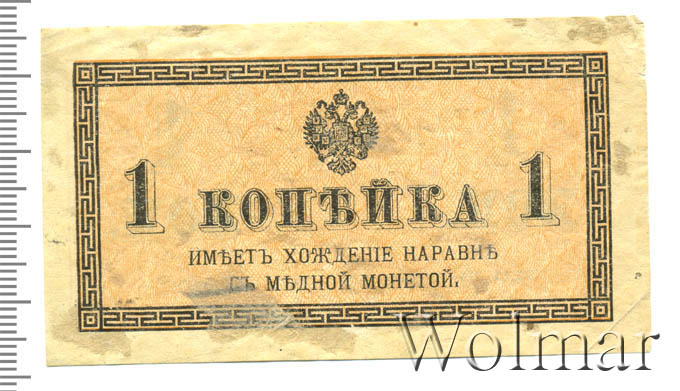 1 КОПѢЙКА 1
ИМѢЕТЪ ХОЖДЕНІЕ НАРАВНѢ
СЪ МѢДНОЙ МОНЕТОЙ.
Wolmar